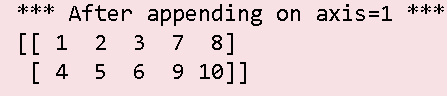 *** After appending on axis=1 ***
[[ 1  2  3  7  8]
 [ 4  5  6  9 10]]